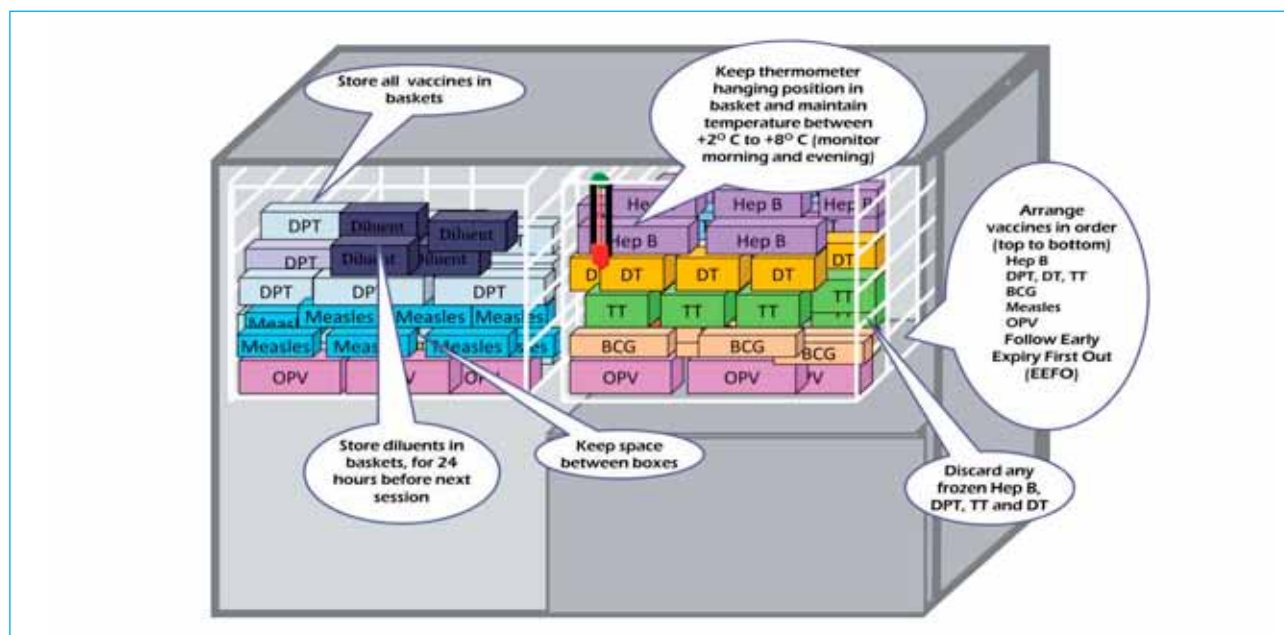 Store all vaccines in
baskets
Keep thermometer
hanging position in
basket and maintain
temperature between
+2° C to +8° C (monitor
morning and evening)
Arrange
vaccines in order
(top to bottom)
Hep B
DPT, DT, TT
BCG
Measles
OPV
Follow Early
Expiry First Out
(EEFO)
DPT Diluent Diluent
DPT Diluent Diluent
DPT DPT DPT
Measles Measles Measles
Measles Measles Measles
OPV OPV
Hep B Hep B Hep B
Hep B Hep B
DT DT DT DT
TT TT TT TT
BCG BCG BCG
OPV OPV
Store diluents in
baskets, for 24
hours before next
session
Keep space
between boxes
Discard any
frozen Hep B,
DPT, TT and DT